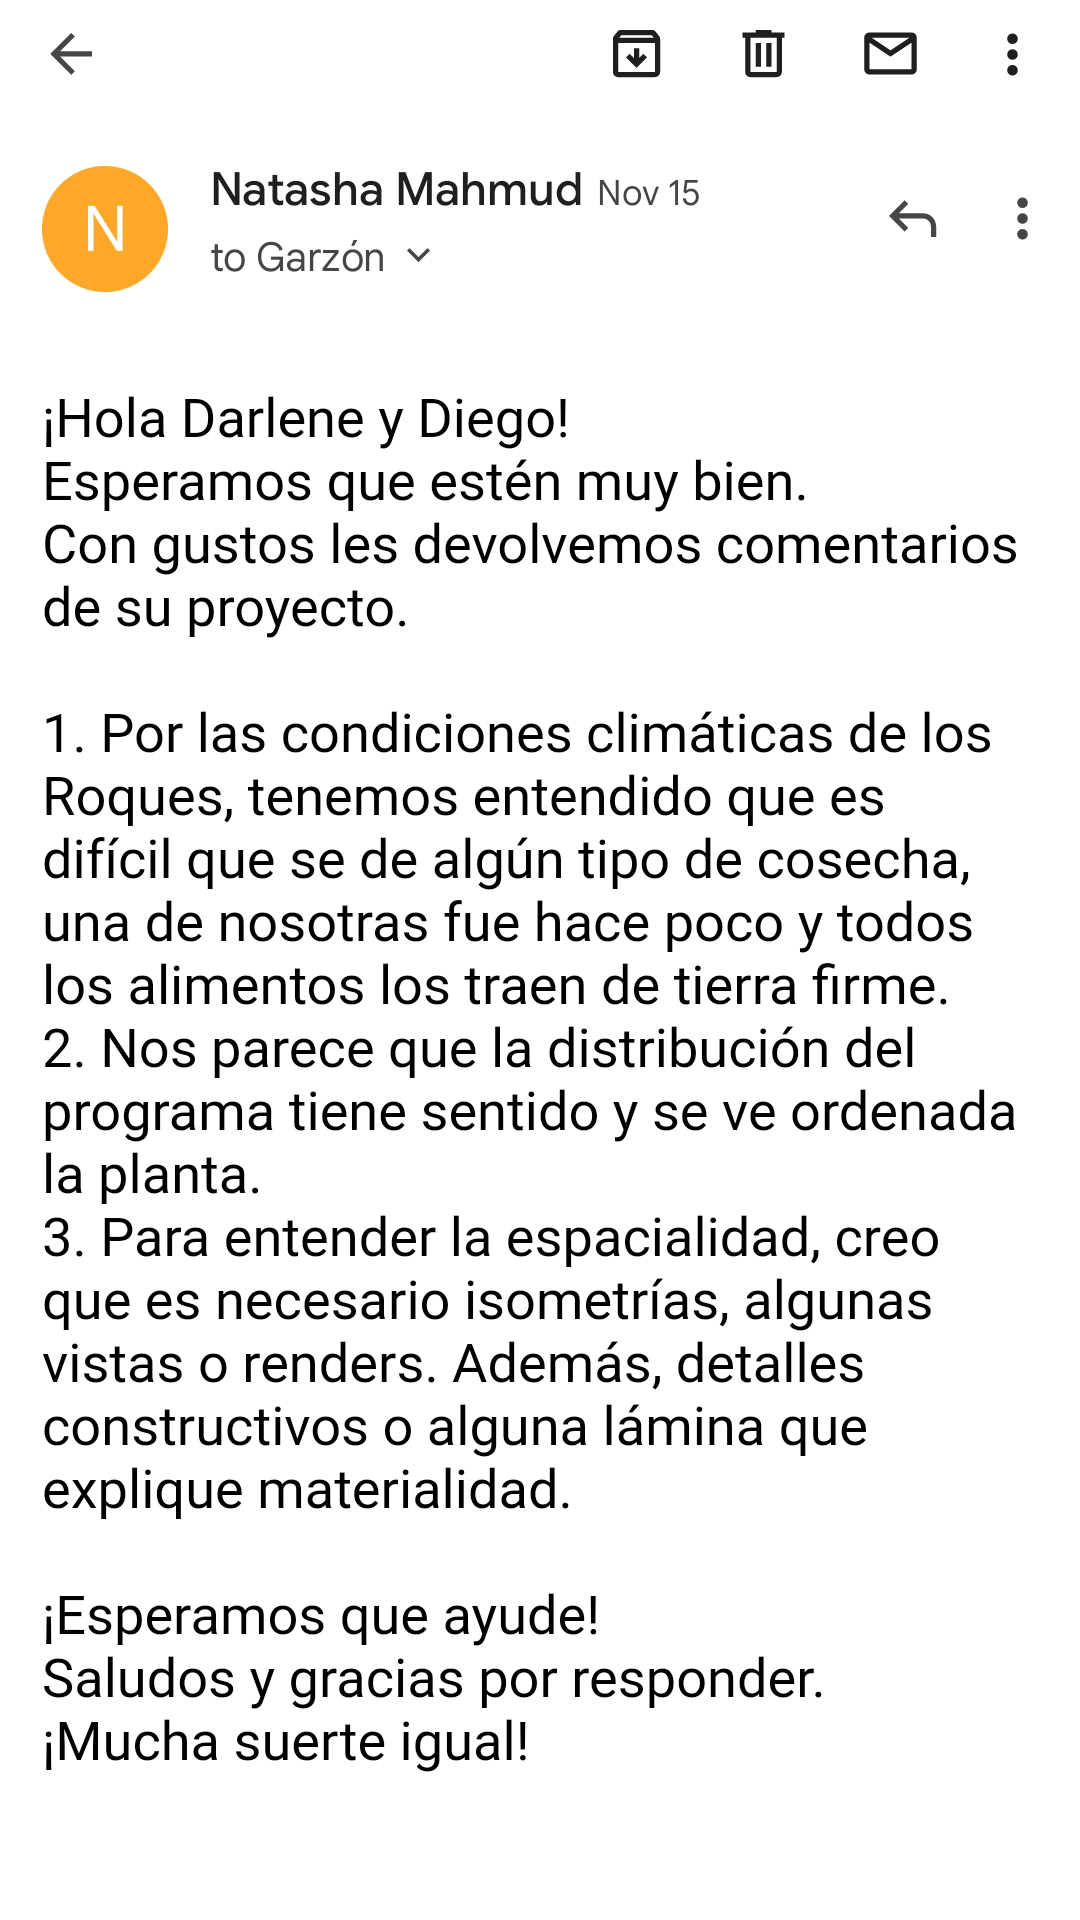 Natasha Mahmud Nov 15
N
to Garzón
¡Hola Darlene y Diego!
Esperamos que estén muy bien.
Con gustos les devolvemos comentarios
de su proyecto.
1. Por las condiciones climáticas de los
Roques, tenemos entendido que es
difícil que se de algún tipo de cosecha,
una de nosotras fue hace poco y todos
los alimentos los traen de tierra firme.
2. Nos parece que la distribución del
programa tiene sentido y se ve ordenada
la planta.
3. Para entender la espacialidad, creo
que es necesario isometrías, algunas
vistas o renders. Además, detalles
constructivos o alguna lámina que
explique materialidad.
¡Esperamos que ayude!
Saludos y gracias por responder.
¡Mucha suerte igual!